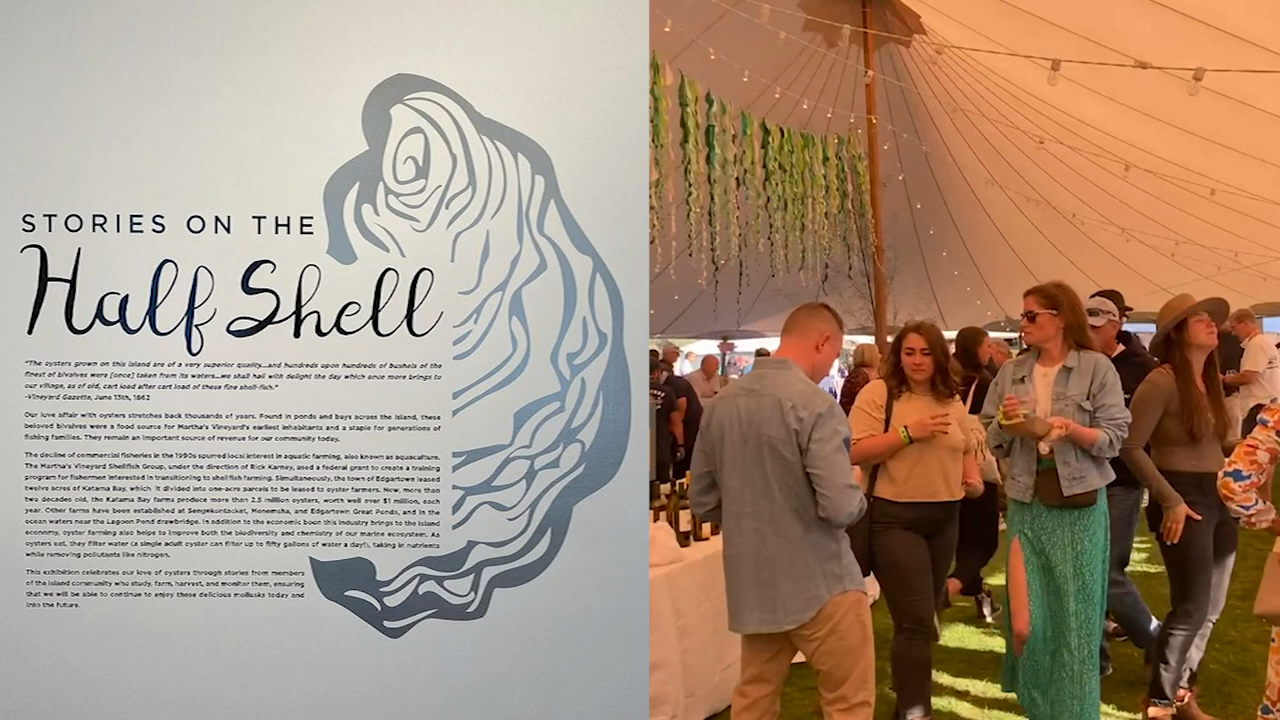 STORIES ON THE
Half Shell
"The oysters grown on this island are of a very superior quality...and hundreds upon hundreds of bushels of the
finest of bivalves were [once] taken from its waters...we shall hail with delight the day which once more brings to
our village, as of old, cart load after cart load of these fine shell-fish."
-Vineyard Gazette, June 13th, 1862
Our love affair with oysters stretches back thousands of years. Found in ponds and bays across the Island, these
beloved bivalves were a food source for Martha's Vineyard's earliest inhabitants and a staple for generations of
fishing families. They remain an important source of revenue for our community today.
The decline of commercial fisheries in the 1990s spurred local interest in aquatic farming, also known as aquaculture.
The Martha's Vineyard Shellfish Group, under the direction of Rick Karney, used a federal grant to create a training
program for fishermen interested in transitioning to shellfish farming. Simultaneously, the town of Edgartown leased
twelve acres of Katama Bay, which it divided into one-acre parcels to be leased to oyster farmers. Now, more than
two decades old, the Katama Bay farms produce more than 2.5 million oysters, worth well over $1 million, each
year. Other farms have been established at Sengekontacket, Menemsha, and Edgartown Great Ponds, and in the
ocean waters near the Lagoon Pond drawbridge. In addition to the economic boon this industry brings to the Island
economy, oyster farming also helps to improve both the biodiversity and chemistry of our marine ecosystem. As
oysters eat, they filter water (a single adult oyster can filter up to fifty gallons of water a day!), taking in nutrients
while removing pollutants like nitrogen.
This exhibition celebrates our love of oysters through stories from members
of the Island community who study, farm, harvest, and monitor them, ensuring
that we will be able to continue to enjoy these delicious mollusks today and
into the future.